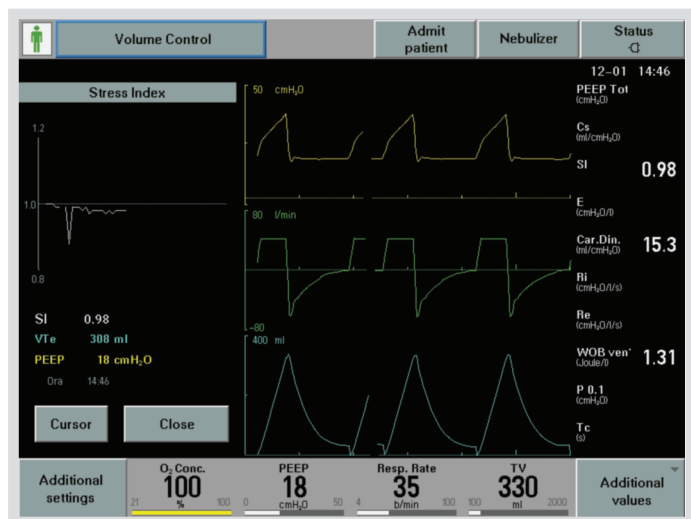 Volume Control
Admit patient
Nebulizer
Status
12-01 14:46
Stress Index
1.2
1.0
0.8
SI 0.98
VTe 308 ml
PEEP 18 cmH₂O
Ora 14:46
Cursor
Close
50 cmH₂O
80 l/min
-80
400 ml
PEEP Tot
(cmH₂O)
Cs
(ml/cmH₂O)
SI 0.98
E
(cmH₂O/l)
Car.Din. 15.3
(ml/cmH₂O)
Ri
(cmH₂O/l/s)
Re
(cmH₂O/l/s)
WOB ven 1.31
(Joule/l)
P 0.1
(cmH₂O)
Tc
(s)
Additional settings
O₂ Conc.
100
21 % 100
PEEP
18
0 cmH₂O 50
Resp. Rate
35
4 b/min 100
TV
330
100 ml 2000
Additional values